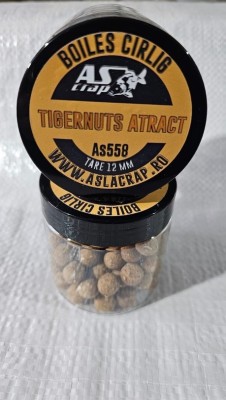 BOILES CIRLIG
AS
crap
TIGERNUTS ATRACT
As558
TARE 12 MM
WWW.ASLACRAP.RO
BOILES CIRLIG